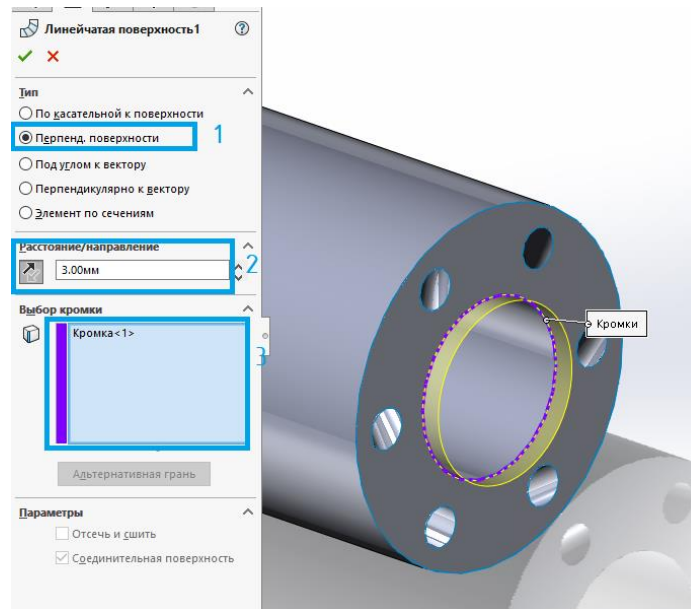 Линейчатая поверхность1
Тип
По касательной к поверхности
Перпенд. поверхности
1
Под углом к вектору
Перпендикулярно к вектору
Элемент по сечениям
Расстояние/направление
3.00мм
2
Выбор кромки
Кромка<1>
3
Кромки
Альтернативная грань
Параметры
Отсечь и сшить
Соединительная поверхность